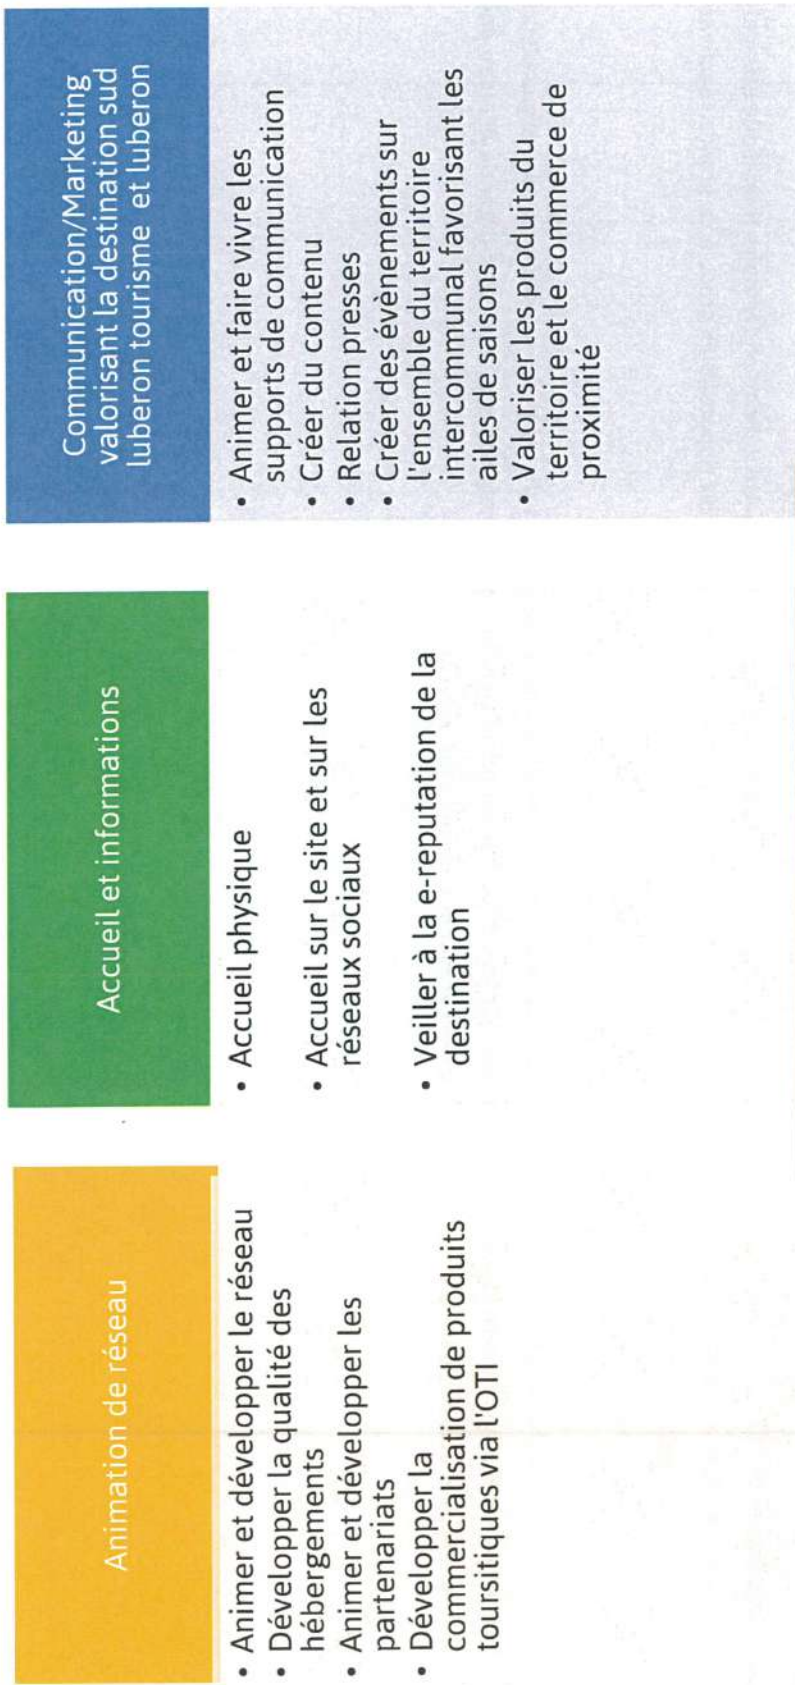 Animation de réseau
• Animer et développer le réseau
• Développer la qualité des
hébergements
• Animer et développer les
partenariats
• Développer la
commercialisation de produits
toursitiques via l'OTI
Accueil et informations
• Accueil physique
• Accueil sur le site et sur les
réseaux sociaux
• Veiller à la e-reputation de la
destination
Communication/Marketing
valorisant la destination sud
luberon tourisme et luberon
• Animer et faire vivre les
supports de communication
• Créer du contenu
• Relation presses
• Créer des évènements sur
l'ensemble du territoire
intercommunal favorisant les
ailes de saisons
• Valoriser les produits du
territoire et le commerce de
proximité